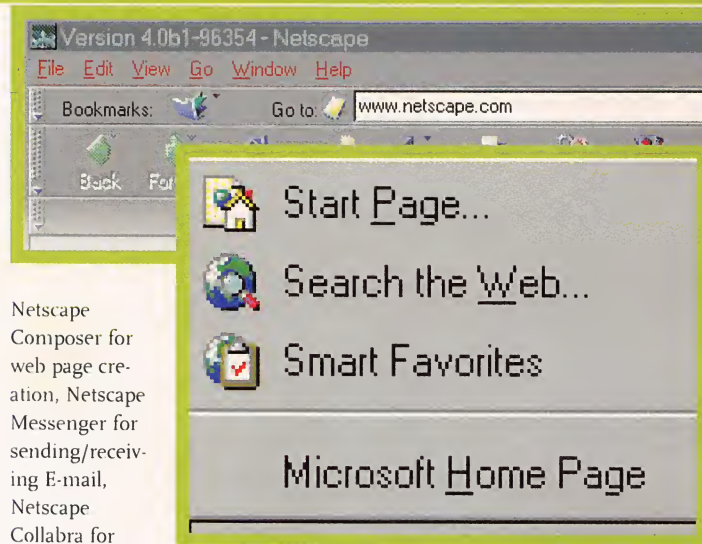 Version 4.0b1-96354 - Netscape
File Edit View Go Window Help
Bookmarks: Go to: www.netscape.com
Back
Start Page...
Search the Web...
Smart Favorites
Microsoft Home Page
Netscape
Composer for
web page cre-
ation, Netscape
Messenger for
sending/receiv-
ing E-mail,
Netscape
Collabra for